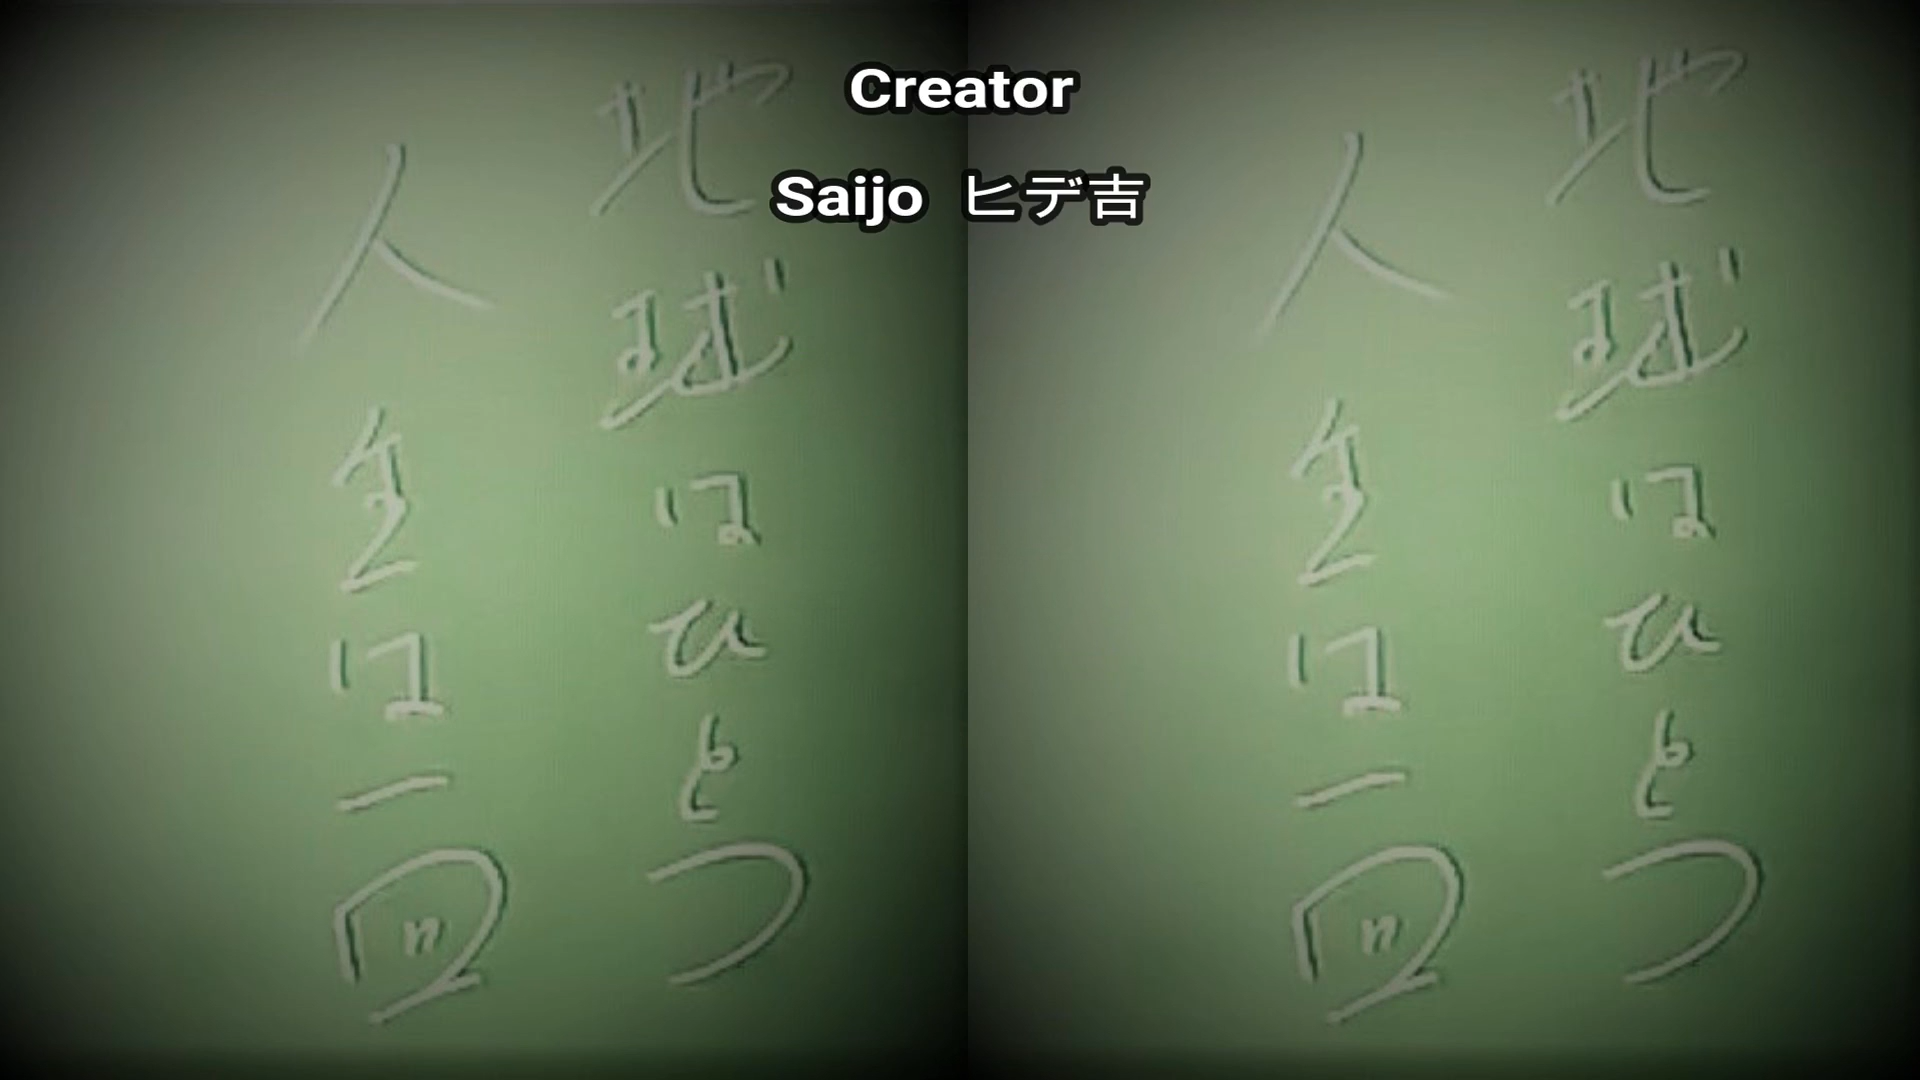 Creator
Saijo ヒデ吉
地球はひとつ
人生は一回
地球はひとつ
人生は一回